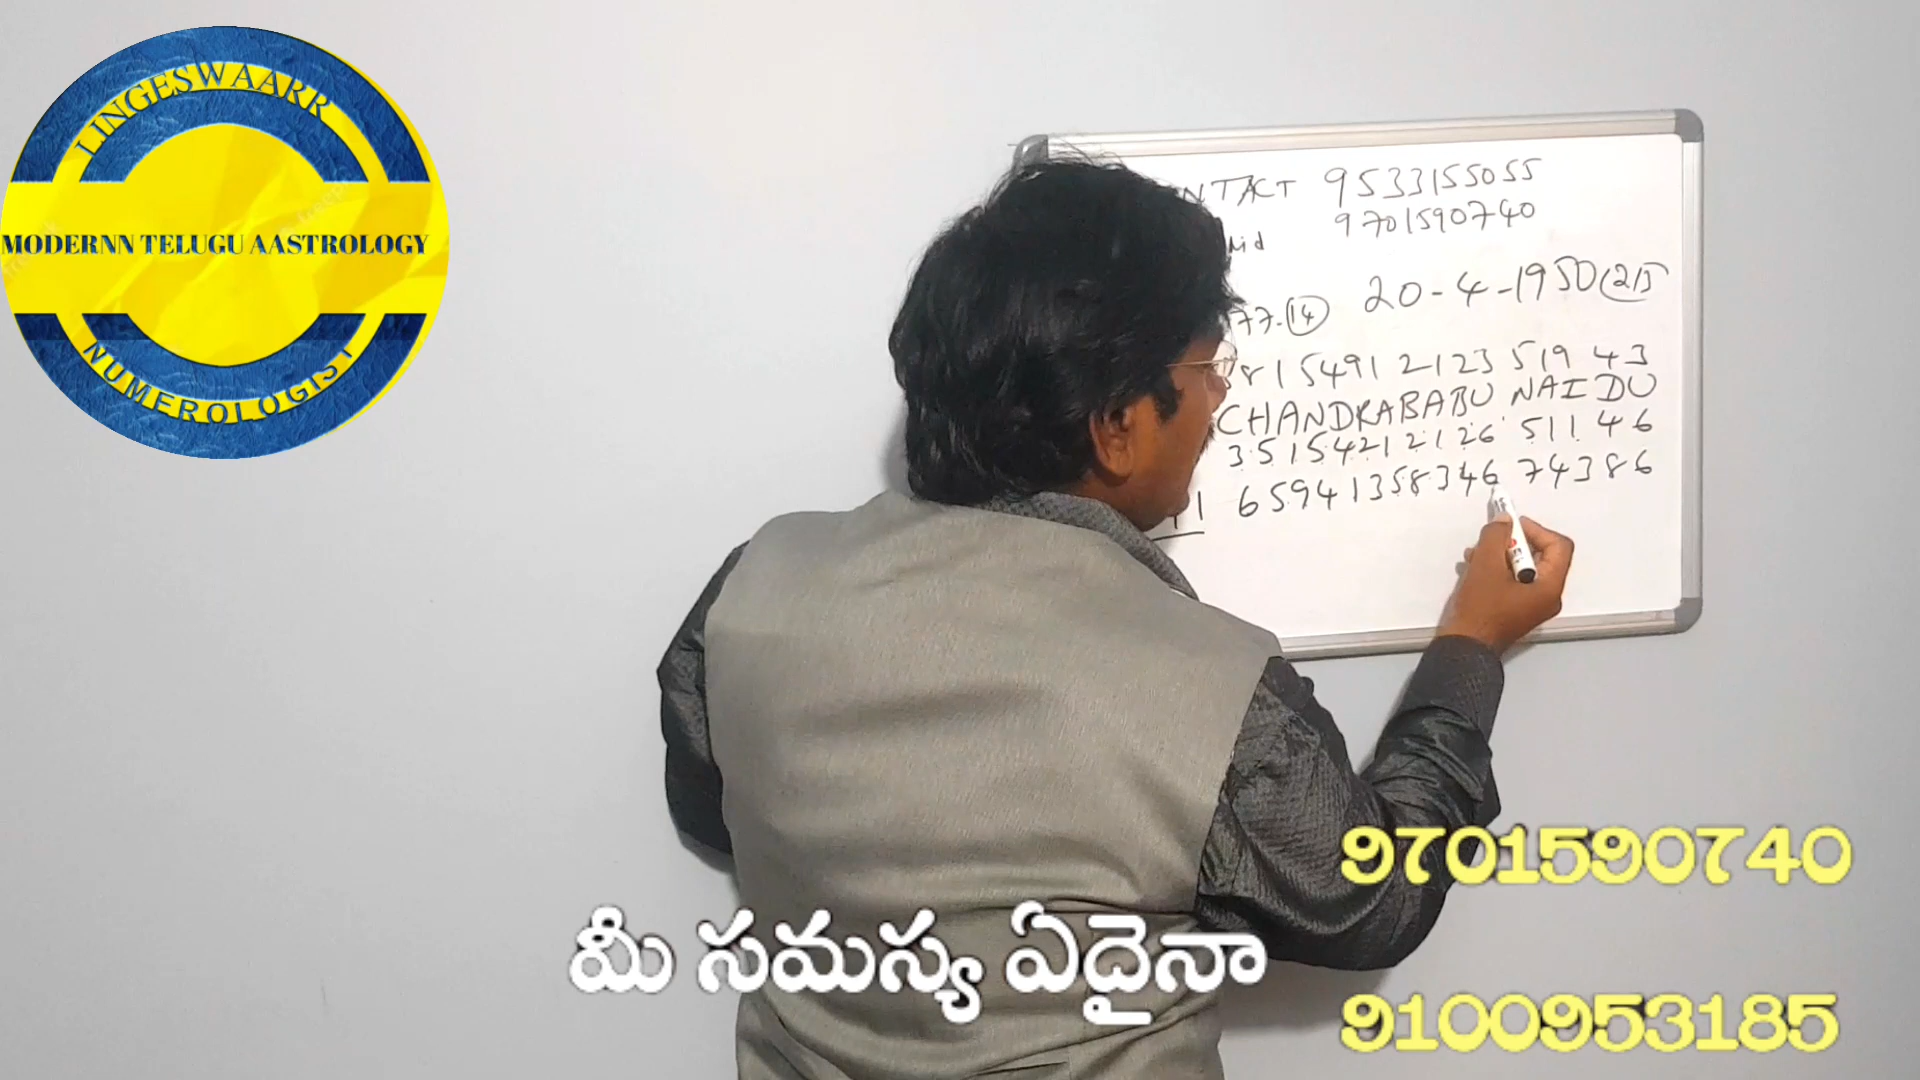 LINGESWAARR
MODERNN TELUGU AASTROLOGY
NUMEROLOGIST
NTACT 9533155055
9701590740
77-14 20-4-1950
8 1 5 4 9 1 2 1 2 3 5 1 9 4 3
CHANDRABABU NAIDU
3 5 1 5 4 2 1 2 1 2 6 5 1 1 4 6
6 5 9 4 1 3 5 8 3 4 6 7 4 3 8 6
9701590740
మీ సమస్య ఏదైనా
9100953185